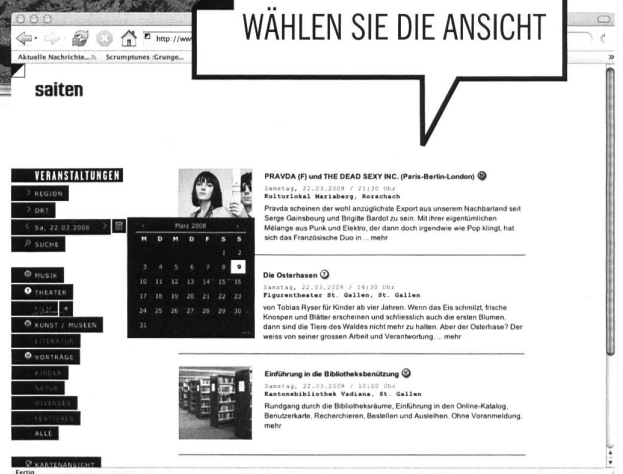 WÄHLEN SIE DIE ANSICHT
http://www
Aktuelle Nachrichte... Scrumptunes :Grunge...
saiten
VERANSTALTUNGEN
> REGION
> ORT
< Sa, 22.03.2008 >
SUCHE
MUSIK
THEATER
FILM
KUNST / MUSEEN
LITERATUR
VORTRÄGE
KINDER
NATUR
DIVERSES
FESTIVALS
ALLE
KARTENANSICHT
März 2008
M D M D F S S
1 2
3 4 5 6 7 8 9
10 11 12 13 14 15 16
17 18 19 20 21 22 23
24 25 26 27 28 29 30
31
PRAVDA (F) und THE DEAD SEXY INC. (Paris-Berlin-London)
Samstag, 22.03.2008 / 21:30 Uhr
Kulturlokal Mariaberg, Rorschach
Pravda scheinen der wohl anzüglichste Export aus unserem Nachbarland seit
Serge Gainsbourg und Brigitte Bardot zu sein. Mit ihrer eigentümlichen
Mélange aus Punk und Elektro, der dann doch irgendwie wie Pop klingt, hat
sich das Französische Duo in ... mehr
Die Osterhasen
Samstag, 22.03.2008 / 14:30 Uhr
Figurentheater St. Gallen, St. Gallen
von Tobias Ryser für Kinder ab vier Jahren. Wenn das Eis schmilzt, frische
Knospen und Blätter erscheinen und schliesslich auch die ersten Blumen,
dann sind die Tiere des Waldes nicht mehr zu halten. Aber der Osterhase? Der
weiss von seiner grossen Arbeit und Verantwortung. ... mehr
Einführung in die Bibliotheksbenützung
Samstag, 22.03.2008 / 10:00 Uhr
Kantonsbibliothek Vadiana, St. Gallen
Rundgang durch die Bibliotheksräume, Einführung in den Online-Katalog,
Benutzerkarte, Recherchieren, Bestellen und Ausleihen. Ohne Voranmeldung.
mehr
Fertig